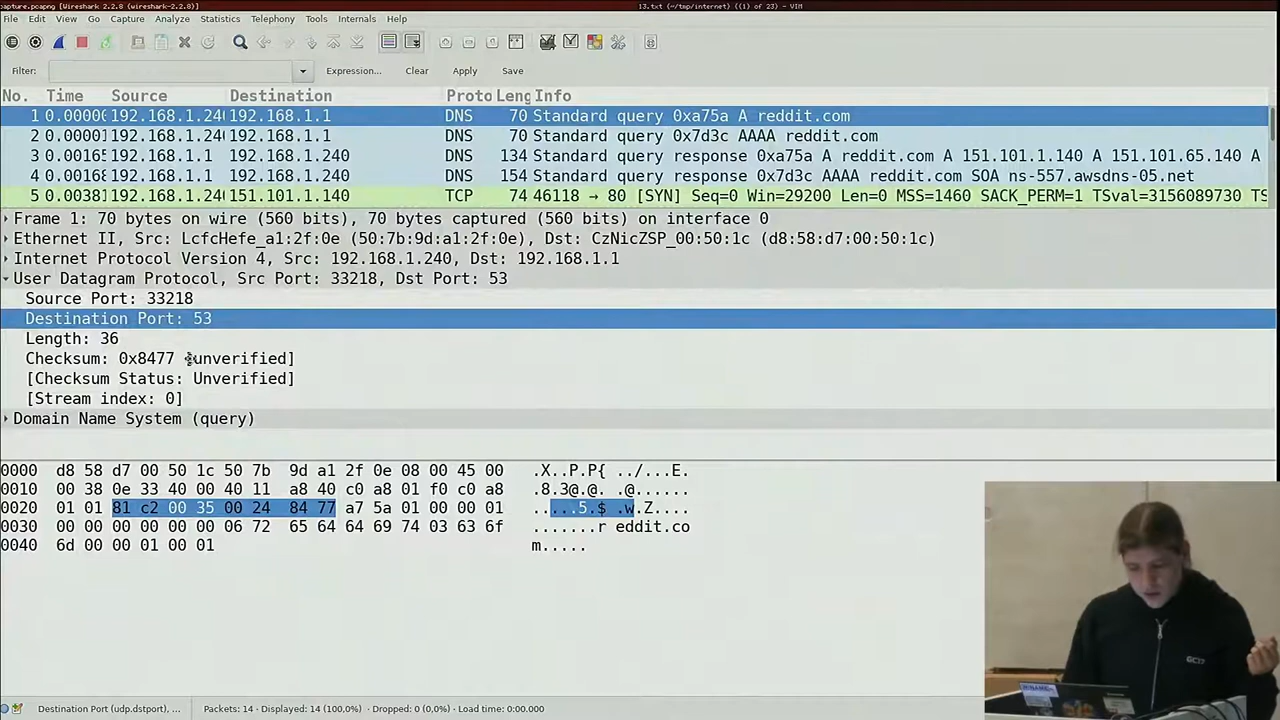 capture.pcapng [Wireshark 2.2.8 (wireshark-2.2.8)]
13.txt (~/tmp/internet) ((1) of 23) - VIM
File Edit View Go Capture Analyze Statistics Telephony Tools Internals Help
Filter: Expression... Clear Apply Save
No. Time Source Destination Proto Leng Info
1 0.00000 192.168.1.240 192.168.1.1 DNS 70 Standard query 0xa75a A reddit.com
2 0.00001 192.168.1.240 192.168.1.1 DNS 70 Standard query 0x7d3c AAAA reddit.com
3 0.00165 192.168.1.1 192.168.1.240 DNS 134 Standard query response 0xa75a A reddit.com A 151.101.1.140 A 151.101.65.140 A
4 0.00168 192.168.1.1 192.168.1.240 DNS 154 Standard query response 0x7d3c AAAA reddit.com SOA ns-557.awsdns-05.net
5 0.00381 192.168.1.240 151.101.1.140 TCP 74 46118 → 80 [SYN] Seq=0 Win=29200 Len=0 MSS=1460 SACK_PERM=1 TSval=3156089730 TS
Frame 1: 70 bytes on wire (560 bits), 70 bytes captured (560 bits) on interface 0
Ethernet II, Src: LcfcHefe_a1:2f:0e (50:7b:9d:a1:2f:0e), Dst: CzNicZSP_00:50:1c (d8:58:d7:00:50:1c)
Internet Protocol Version 4, Src: 192.168.1.240, Dst: 192.168.1.1
User Datagram Protocol, Src Port: 33218, Dst Port: 53
Source Port: 33218
Destination Port: 53
Length: 36
Checksum: 0x8477 [unverified]
[Checksum Status: Unverified]
[Stream index: 0]
Domain Name System (query)
0000 d8 58 d7 00 50 1c 50 7b 9d a1 2f 0e 08 00 45 00 .X..P.P{ ../...E.
0010 00 38 0e 33 40 00 40 11 a8 40 c0 a8 01 f0 c0 a8 .8.3@.@. .@......
0020 01 01 81 c2 00 35 00 24 84 77 a7 5a 01 00 00 01 .....5.$ .w.Z....
0030 00 00 00 00 00 00 06 72 65 64 64 69 74 03 63 6f .......r eddit.co
0040 6d 00 00 01 00 01 m.....
GC17
Destination Port (udp.dstport), ... Packets: 14 · Displayed: 14 (100,0%) · Dropped: 0 (0,0%) · Load time: 0:00.000